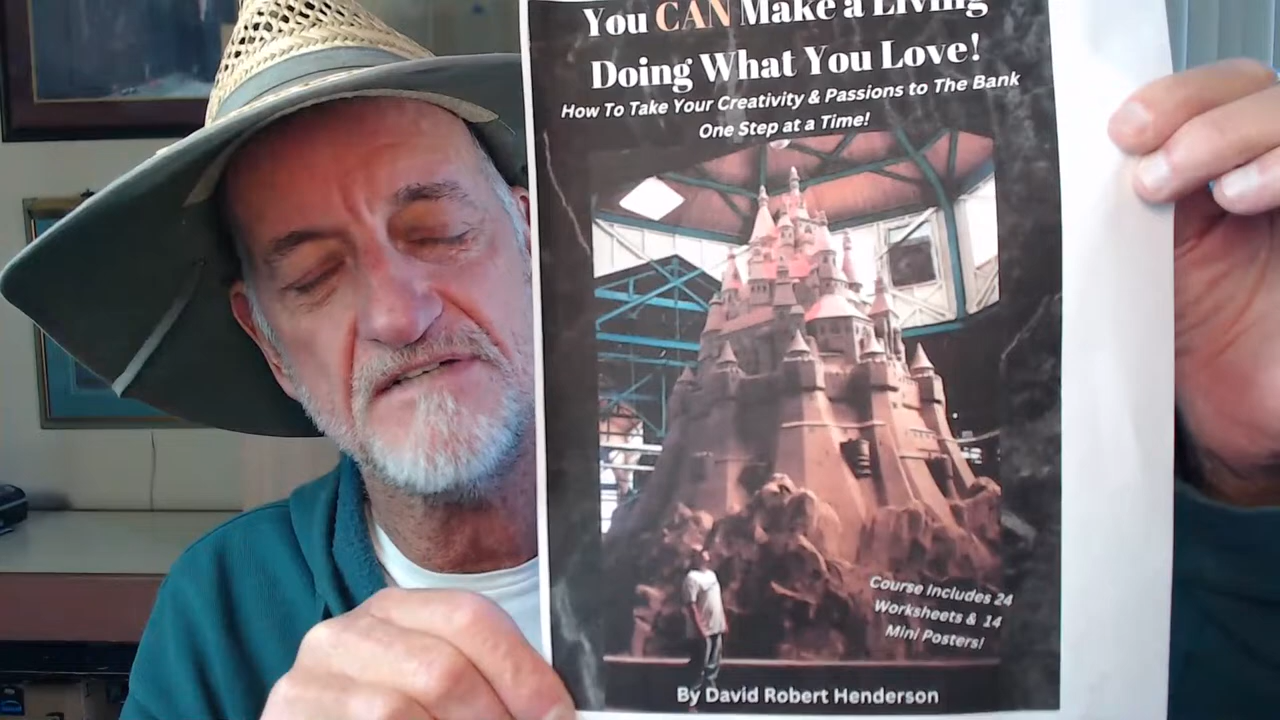 You CAN Make a Living
Doing What You Love!
How To Take Your Creativity & Passions to The Bank
One Step at a Time!
Course Includes 24
Worksheets & 14
Mini Posters!
By David Robert Henderson